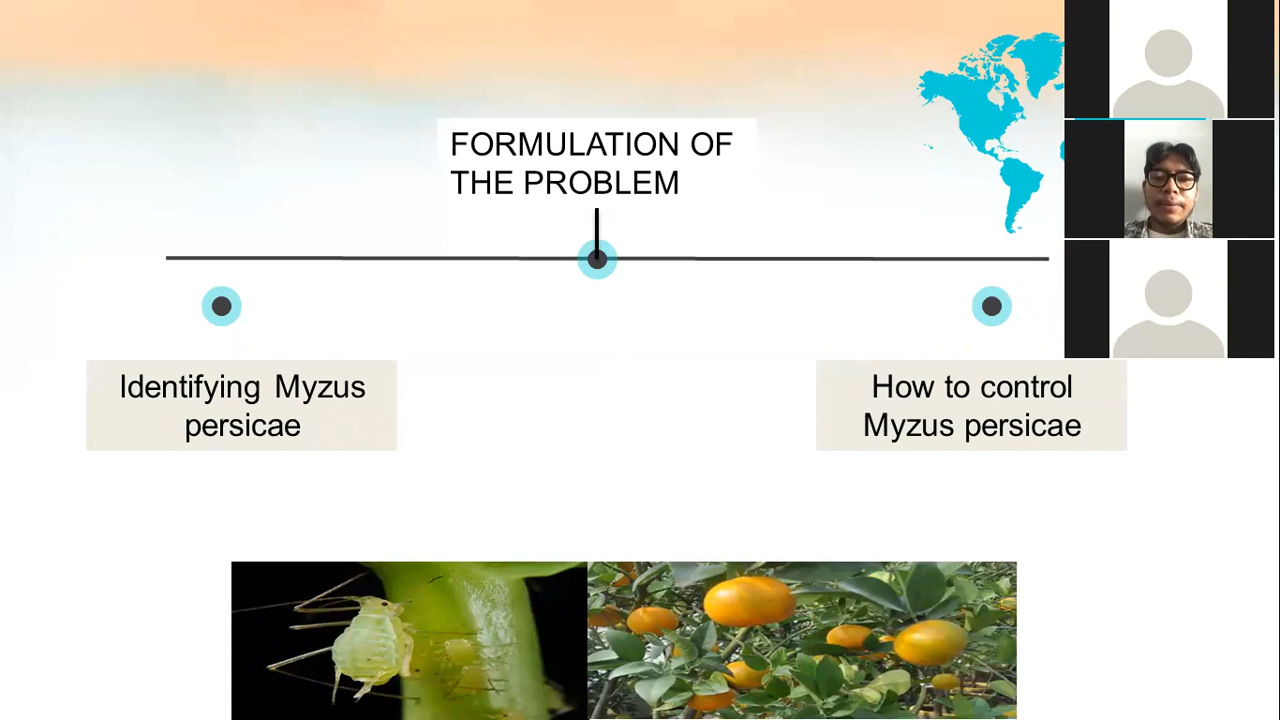 FORMULATION OF
THE PROBLEM
Identifying Myzus
persicae
How to control
Myzus persicae